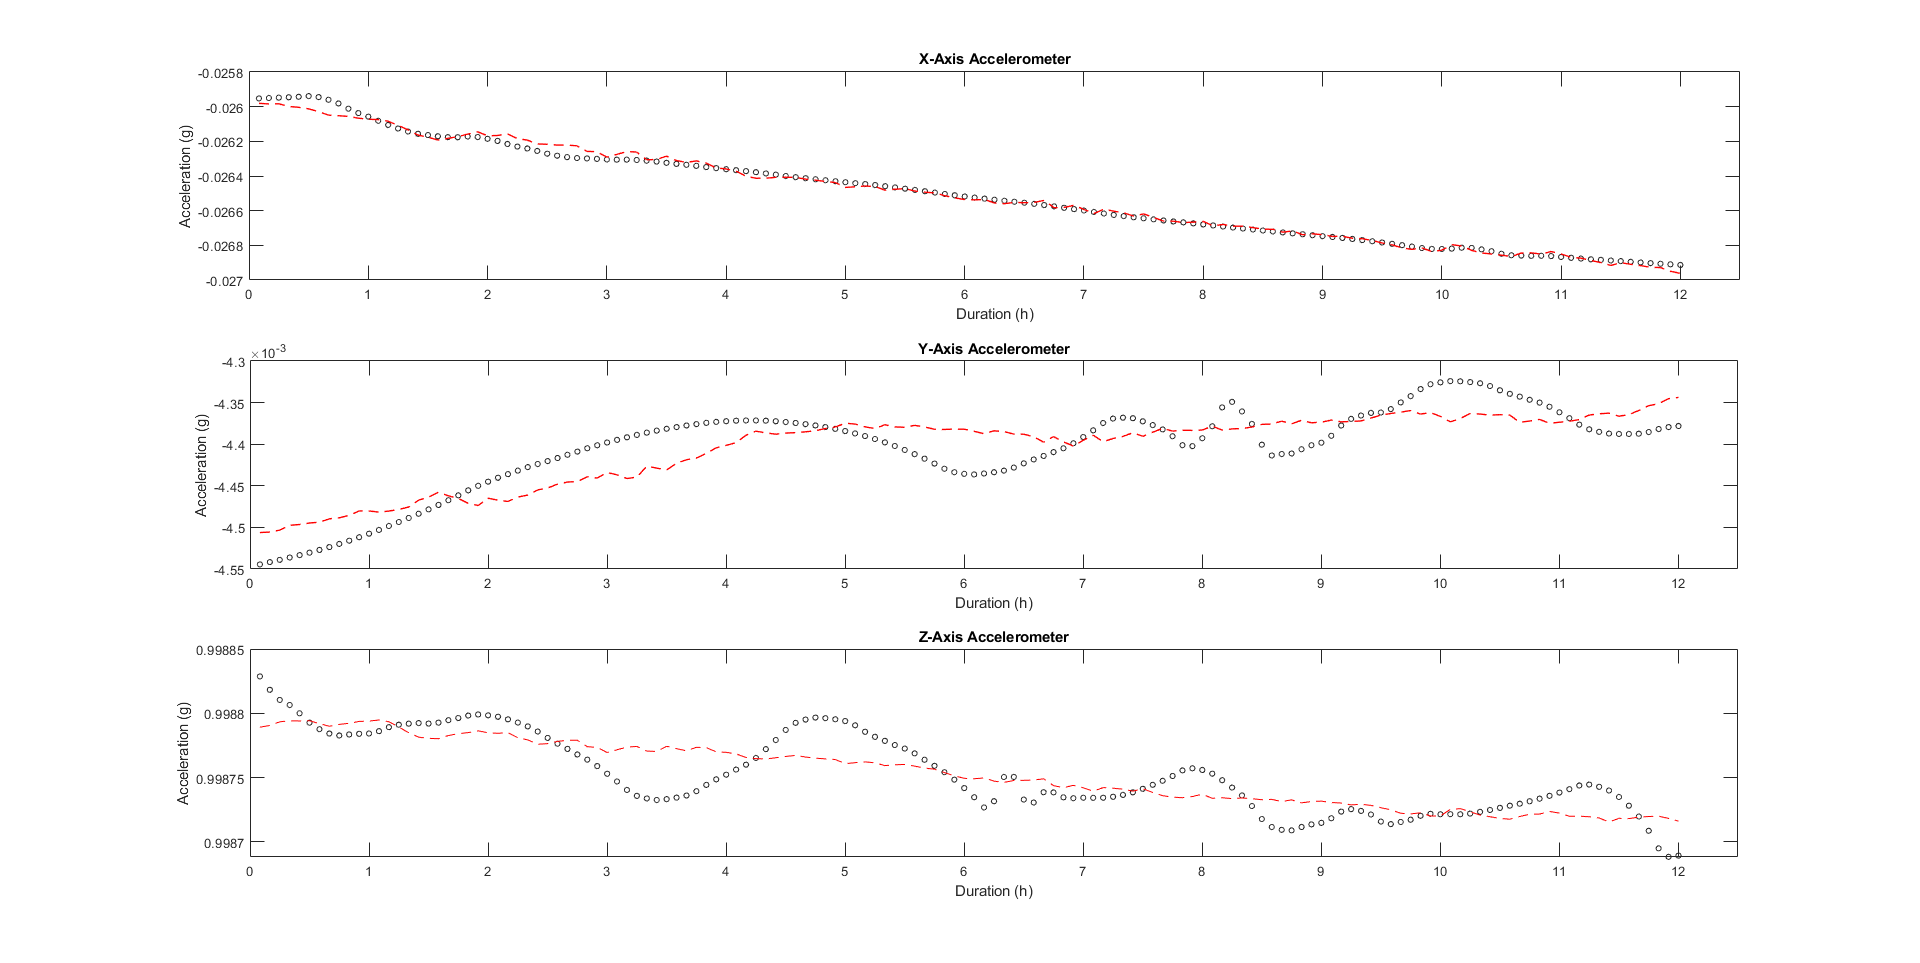 X-Axis Accelerometer
-0.0258
-0.026
-0.0262
-0.0264
-0.0266
-0.0268
-0.027
Acceleration (g)
0 1 2 3 4 5 6 7 8 9 10 11 12
Duration (h)
Y-Axis Accelerometer
×10-3
-4.3
-4.35
-4.4
-4.45
-4.5
-4.55
Acceleration (g)
0 1 2 3 4 5 6 7 8 9 10 11 12
Duration (h)
Z-Axis Accelerometer
0.99885
0.9988
0.99875
0.9987
Acceleration (g)
0 1 2 3 4 5 6 7 8 9 10 11 12
Duration (h)